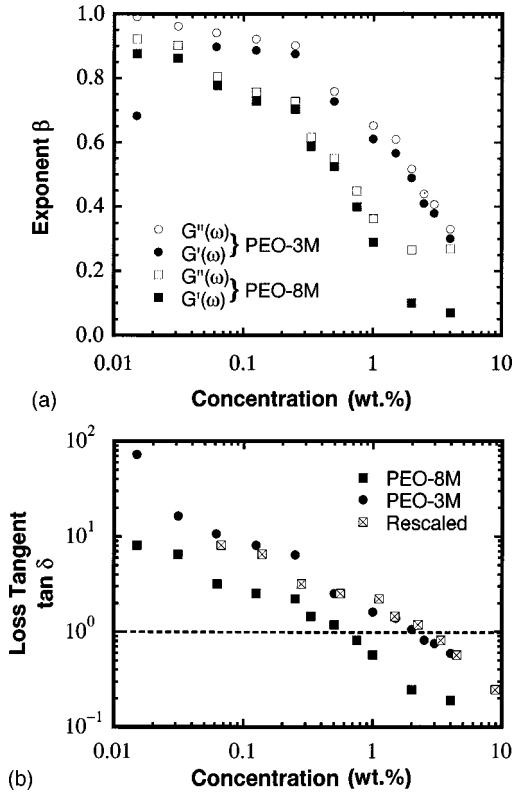 1.0
0.8
0.6
0.4
0.2
0.0
Exponent β
G''(ω)
G'(ω)
} PEO-3M
G''(ω)
G'(ω)
} PEO-8M
0.01
0.1
1
10
(a)
Concentration (wt.%)
10²
10¹
10⁰
10⁻¹
Loss Tangent
tan δ
PEO-8M
PEO-3M
Rescaled
0.01
0.1
1
10
(b)
Concentration (wt.%)